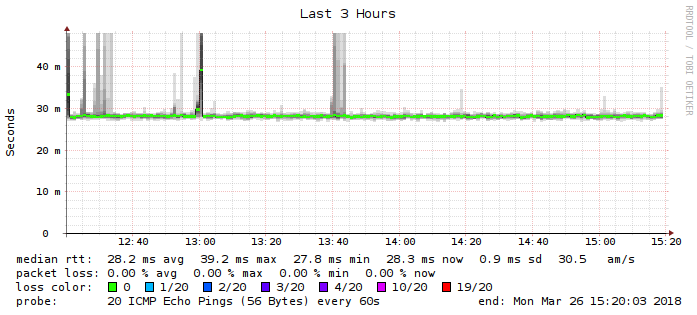 Last 3 Hours
RRDTOOL / TOBI OETIKER
Seconds
40 m
30 m
20 m
10 m
0
12:40 13:00 13:20 13:40 14:00 14:20 14:40 15:00 15:20
median rtt: 28.2 ms avg 39.2 ms max 27.8 ms min 28.3 ms now 0.9 ms sd 30.5 am/s
packet loss: 0.00 % avg 0.00 % max 0.00 % min 0.00 % now
loss color: 0 1/20 2/20 3/20 4/20 10/20 19/20
probe: 20 ICMP Echo Pings (56 Bytes) every 60s end: Mon Mar 26 15:20:03 2018